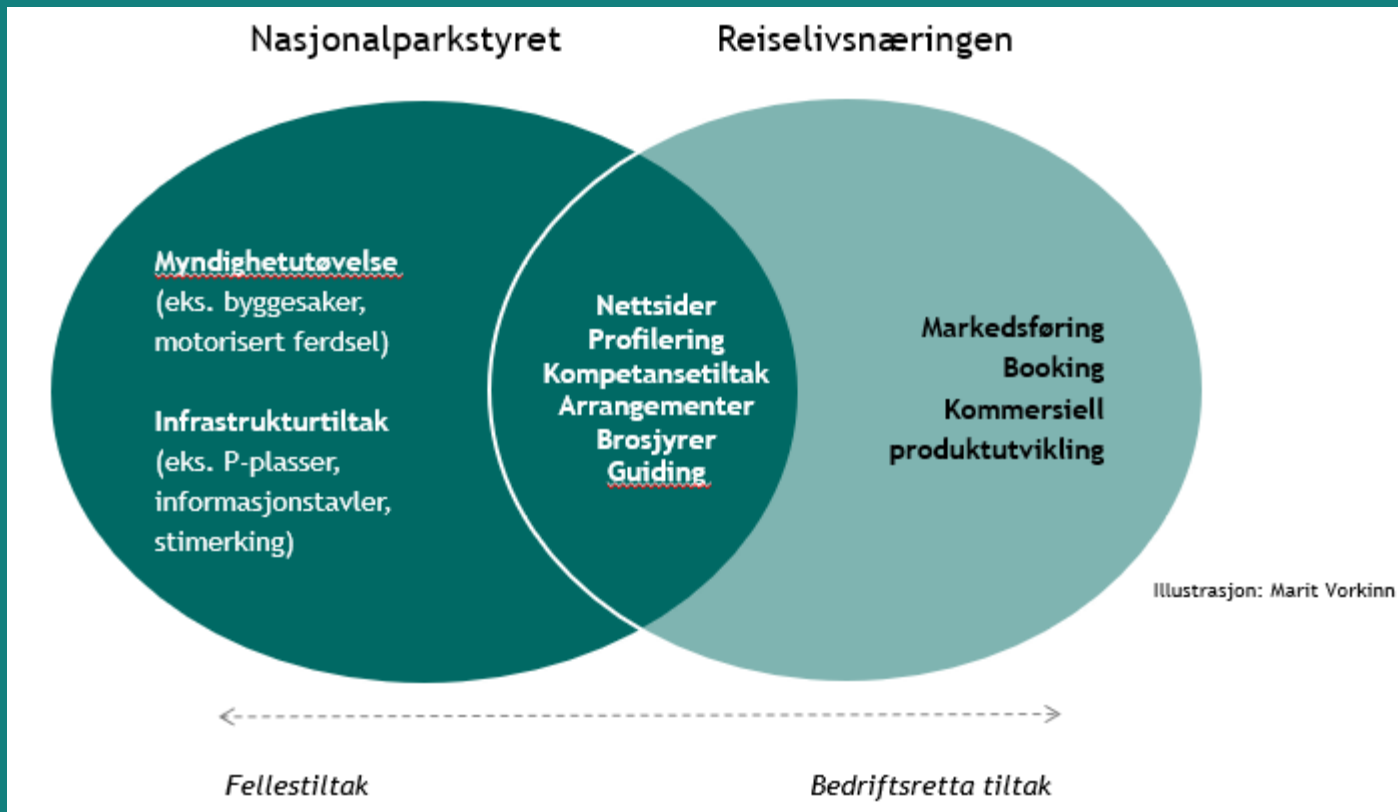 Nasjonalparkstyret
Reiselivsnæringen
Myndighetutøvelse
(eks. byggesaker,
motorisert ferdsel)
Infrastrukturtiltak
(eks. P-plasser,
informasjonstavler,
stimerking)
Nettsider
Profilering
Kompetansetiltak
Arrangementer
Brosjyrer
Guiding
Markedsføring
Booking
Kommersiell
produktutvikling
Illustrasjon: Marit Vorkinn
Fellestiltak
Bedriftsretta tiltak